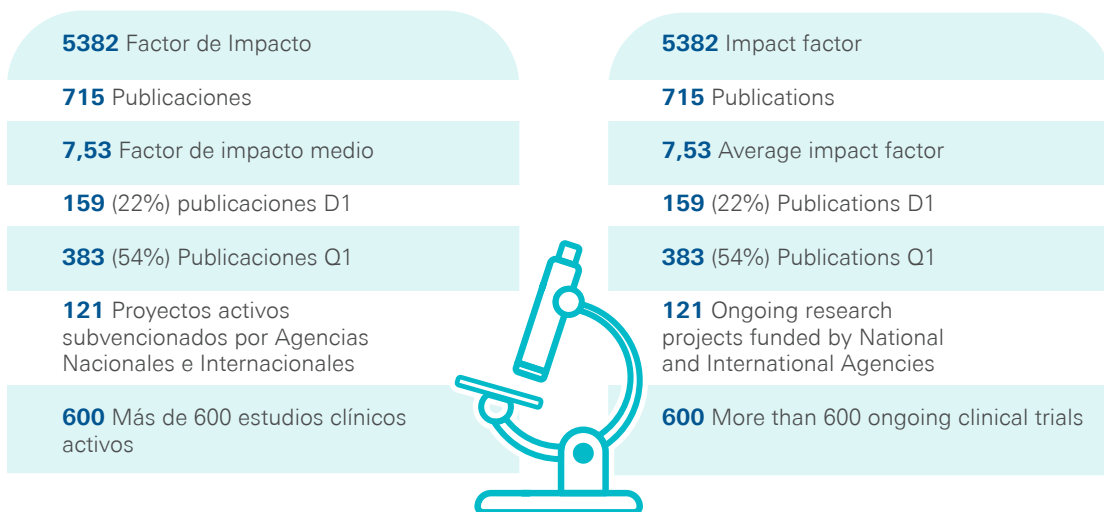 5382 Factor de Impacto
715 Publicaciones
7,53 Factor de impacto medio
159 (22%) publicaciones D1
383 (54%) Publicaciones Q1
121 Proyectos activos
subvencionados por Agencias
Nacionales e Internacionales
600 Más de 600 estudios clínicos
activos
5382 Impact factor
715 Publications
7,53 Average impact factor
159 (22%) Publications D1
383 (54%) Publications Q1
121 Ongoing research
projects funded by National
and International Agencies
600 More than 600 ongoing clinical trials